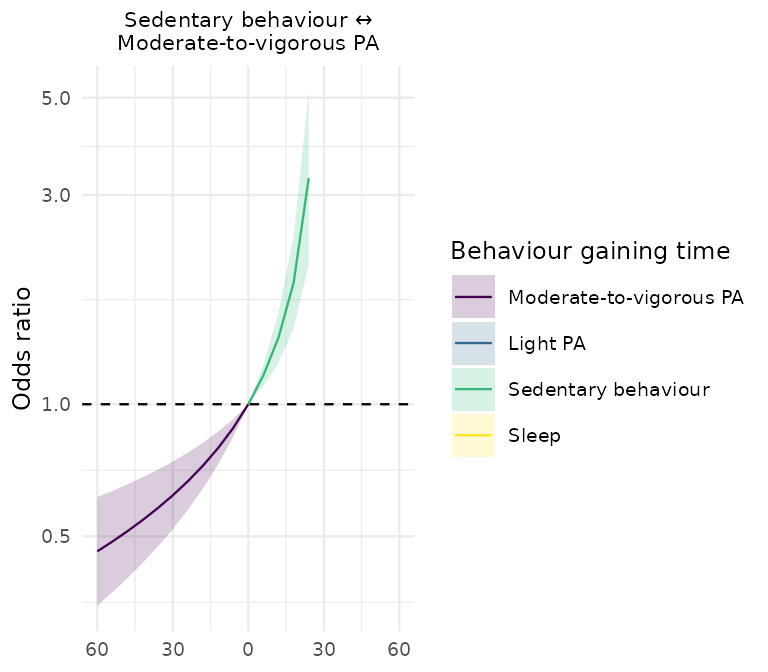 Sedentary behaviour ↔
Moderate-to-vigorous PA
5.0
3.0
1.0
0.5
Odds ratio
60 30 0 30 60
Behaviour gaining time
Moderate-to-vigorous PA
Light PA
Sedentary behaviour
Sleep